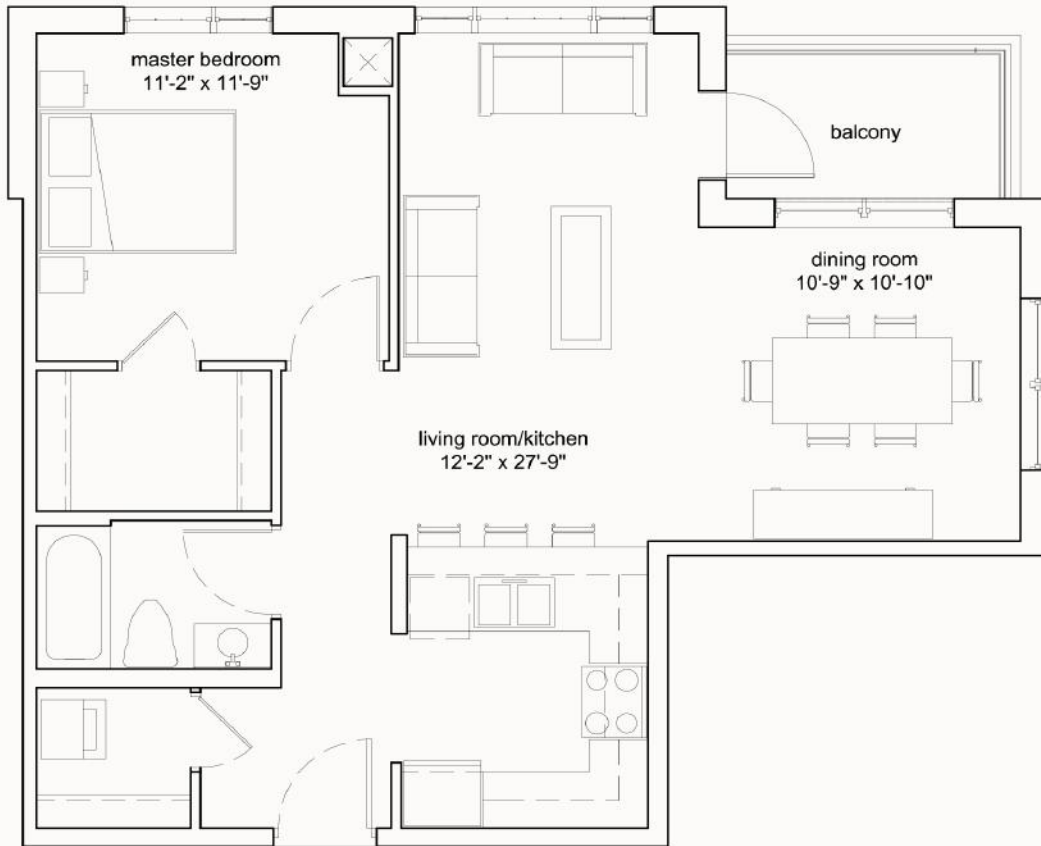 master bedroom
11'-2" x 11'-9"
balcony
dining room
10'-9" x 10'-10"
living room/kitchen
12'-2" x 27'-9"